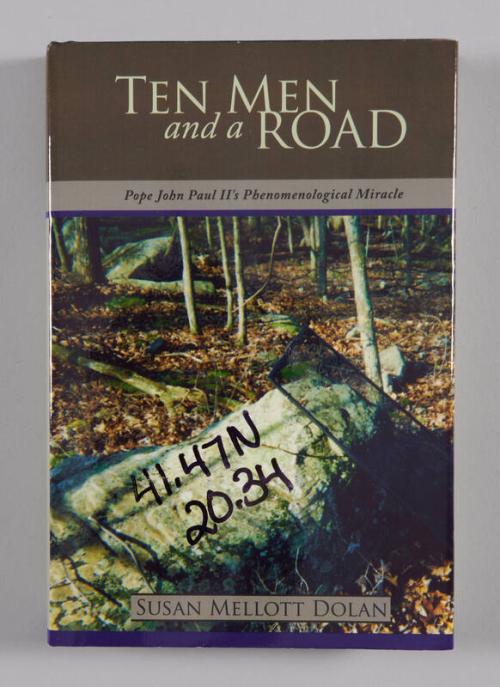 TEN MEN
and a ROAD
Pope John Paul II's Phenomenological Miracle
41.47N
20.34
SUSAN MELLOTT DOLAN